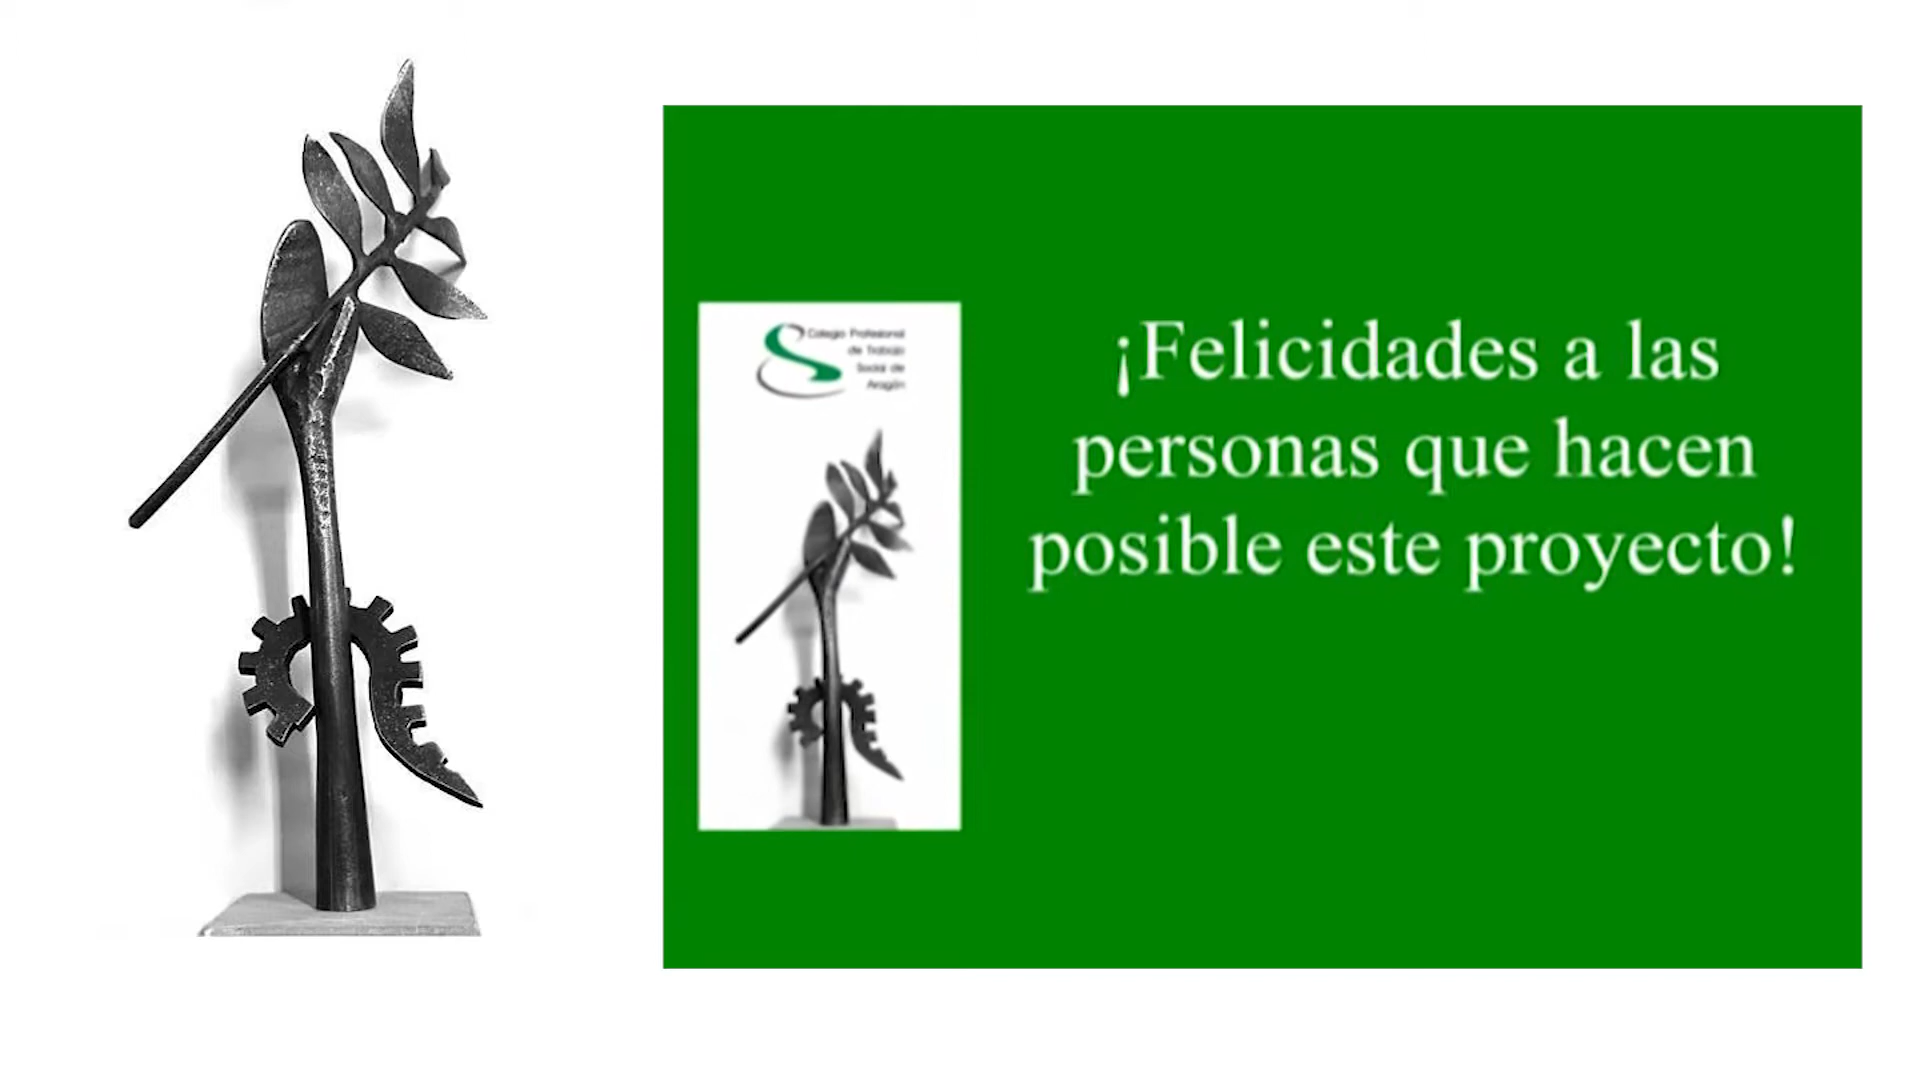 Colegio Profesional
de Trabajo
Social de
Aragón
¡Felicidades a las
personas que hacen
posible este proyecto!